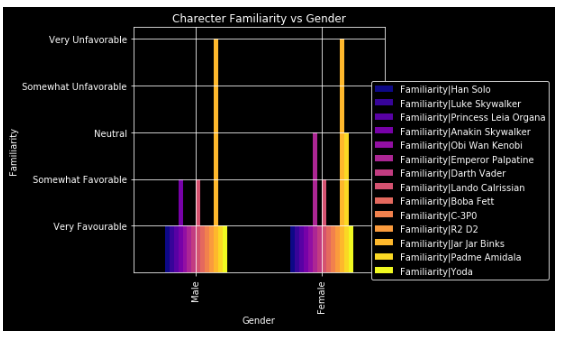 Charecter Familiarity vs Gender
Very Unfavorable
Somewhat Unfavorable
Neutral
Somewhat Favorable
Very Favourable
Familiarity
Male
Female
Gender
Familiarity|Han Solo
Familiarity|Luke Skywalker
Familiarity|Princess Leia Organa
Familiarity|Anakin Skywalker
Familiarity|Obi Wan Kenobi
Familiarity|Emperor Palpatine
Familiarity|Darth Vader
Familiarity|Lando Calrissian
Familiarity|Boba Fett
Familiarity|C-3P0
Familiarity|R2 D2
Familiarity|Jar Jar Binks
Familiarity|Padme Amidala
Familiarity|Yoda